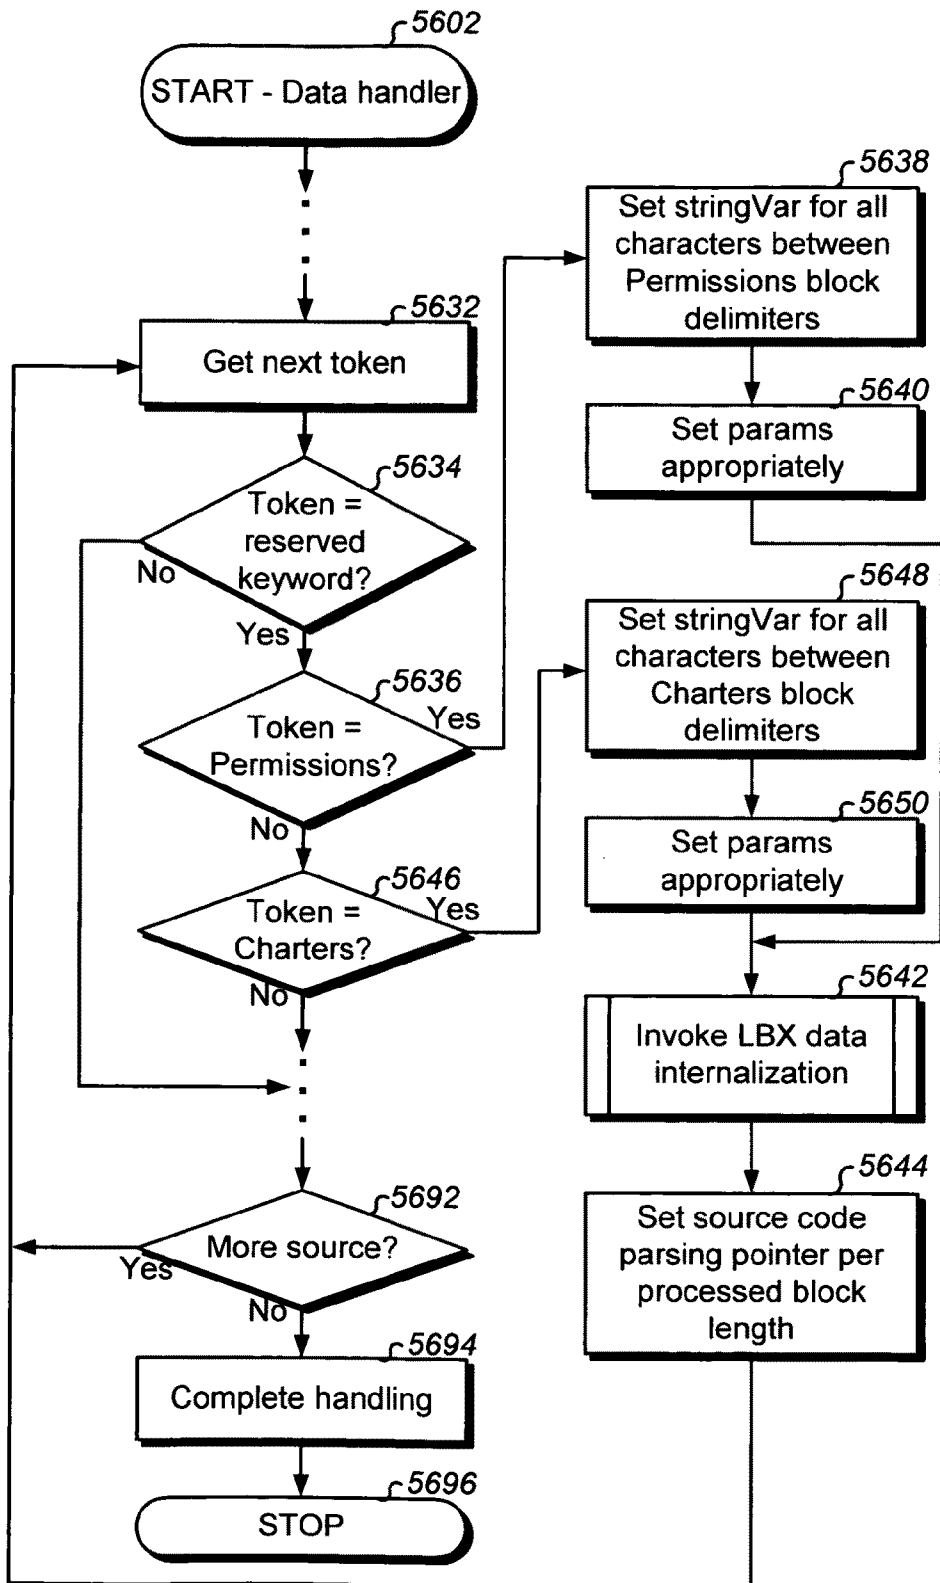 5602
START - Data handler
5632
Get next token
5634
Token =
reserved
keyword?
No
Yes
5636
Token =
Permissions?
Yes
No
5646
Token =
Charters?
Yes
No
5692
More source?
Yes
No
5694
Complete handling
5696
STOP
5638
Set stringVar for all
characters between
Permissions block
delimiters
5640
Set params
appropriately
5648
Set stringVar for all
characters between
Charters block
delimiters
5650
Set params
appropriately
5642
Invoke LBX data
internalization
5644
Set source code
parsing pointer per
processed block
length